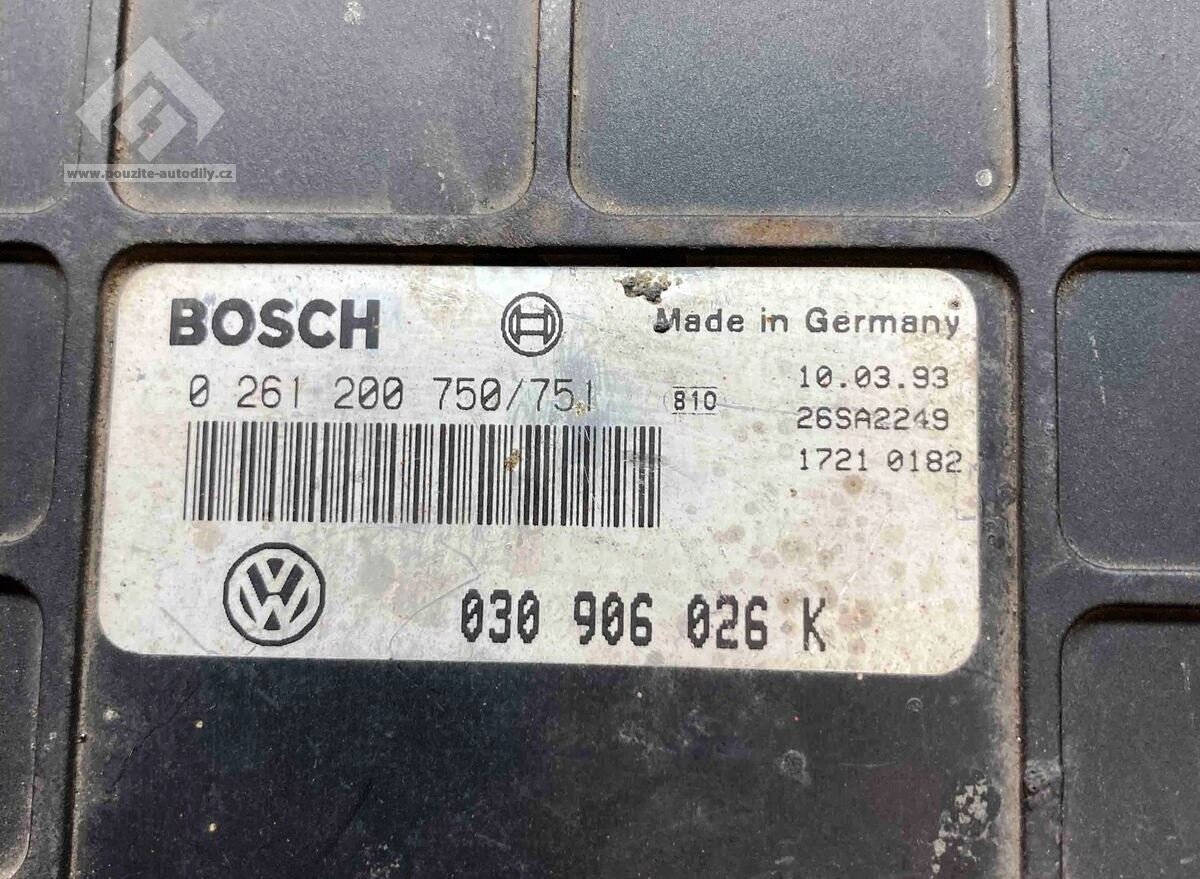 www.pouzite-autodily.cz
BOSCH
Made in Germany
0 261 200 750/751
810
10.03.93
26SA2249
1721 0182
VW
030 906 026 K